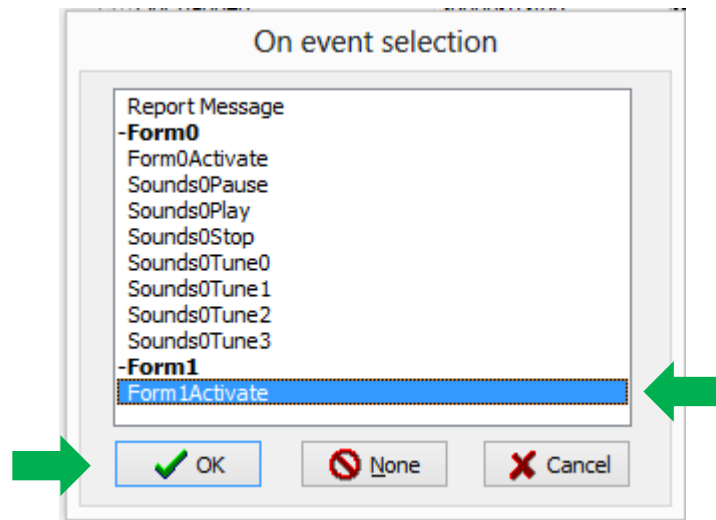 On event selection
Report Message
-Form0
Form0Activate
Sounds0Pause
Sounds0Play
Sounds0Stop
Sounds0Tune0
Sounds0Tune1
Sounds0Tune2
Sounds0Tune3
-Form1
Form1Activate
OK None Cancel